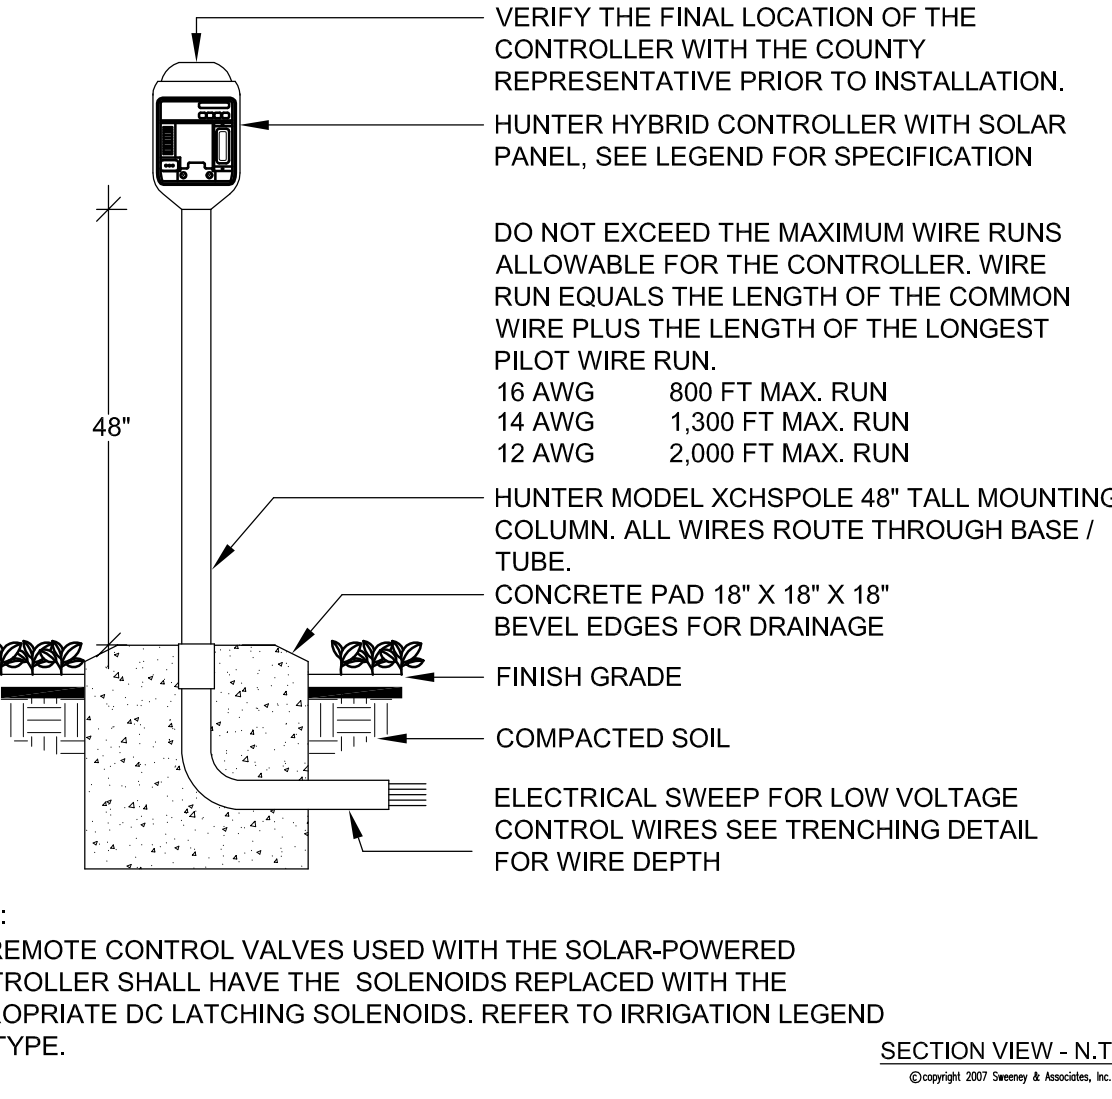 VERIFY THE FINAL LOCATION OF THE
CONTROLLER WITH THE COUNTY
REPRESENTATIVE PRIOR TO INSTALLATION.
HUNTER HYBRID CONTROLLER WITH SOLAR
PANEL, SEE LEGEND FOR SPECIFICATION
DO NOT EXCEED THE MAXIMUM WIRE RUNS
ALLOWABLE FOR THE CONTROLLER. WIRE
RUN EQUALS THE LENGTH OF THE COMMON
WIRE PLUS THE LENGTH OF THE LONGEST
PILOT WIRE RUN.
16 AWG 800 FT MAX. RUN
14 AWG 1,300 FT MAX. RUN
12 AWG 2,000 FT MAX. RUN
48"
HUNTER MODEL XCHSPOLE 48" TALL MOUNTING
COLUMN. ALL WIRES ROUTE THROUGH BASE /
TUBE.
CONCRETE PAD 18" X 18" X 18"
BEVEL EDGES FOR DRAINAGE
FINISH GRADE
COMPACTED SOIL
ELECTRICAL SWEEP FOR LOW VOLTAGE
CONTROL WIRES SEE TRENCHING DETAIL
FOR WIRE DEPTH
:
REMOTE CONTROL VALVES USED WITH THE SOLAR-POWERED
TROLLER SHALL HAVE THE SOLENOIDS REPLACED WITH THE
OPRIATE DC LATCHING SOLENOIDS. REFER TO IRRIGATION LEGEND
TYPE.
SECTION VIEW - N.T
©copyright 2007 Sweeney & Associates, Inc.